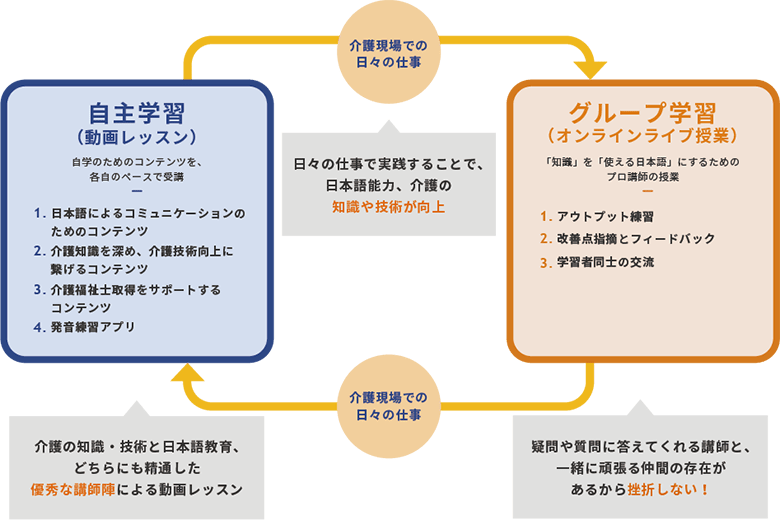 介護現場での
日々の仕事
自主学習
（動画レッスン）
自学のためのコンテンツを、
各自のペースで受講
1. 日本語によるコミュニケーションの
ためのコンテンツ
2. 介護知識を深め、介護技術向上に
繋げるコンテンツ
3. 介護福祉士取得をサポートする
コンテンツ
4. 発音練習アプリ
日々の仕事で実践することで、
日本語能力、介護の
知識や技術が向上
グループ学習
（オンラインライブ授業）
「知識」を「使える日本語」にするための
プロ講師の授業
1. アウトプット練習
2. 改善点指摘とフィードバック
3. 学習者同士の交流
介護現場での
日々の仕事
介護の知識・技術と日本語教育、
どちらにも精通した
優秀な講師陣による動画レッスン
疑問や質問に答えてくれる講師と、
一緒に頑張る仲間の存在が
あるから挫折しない！